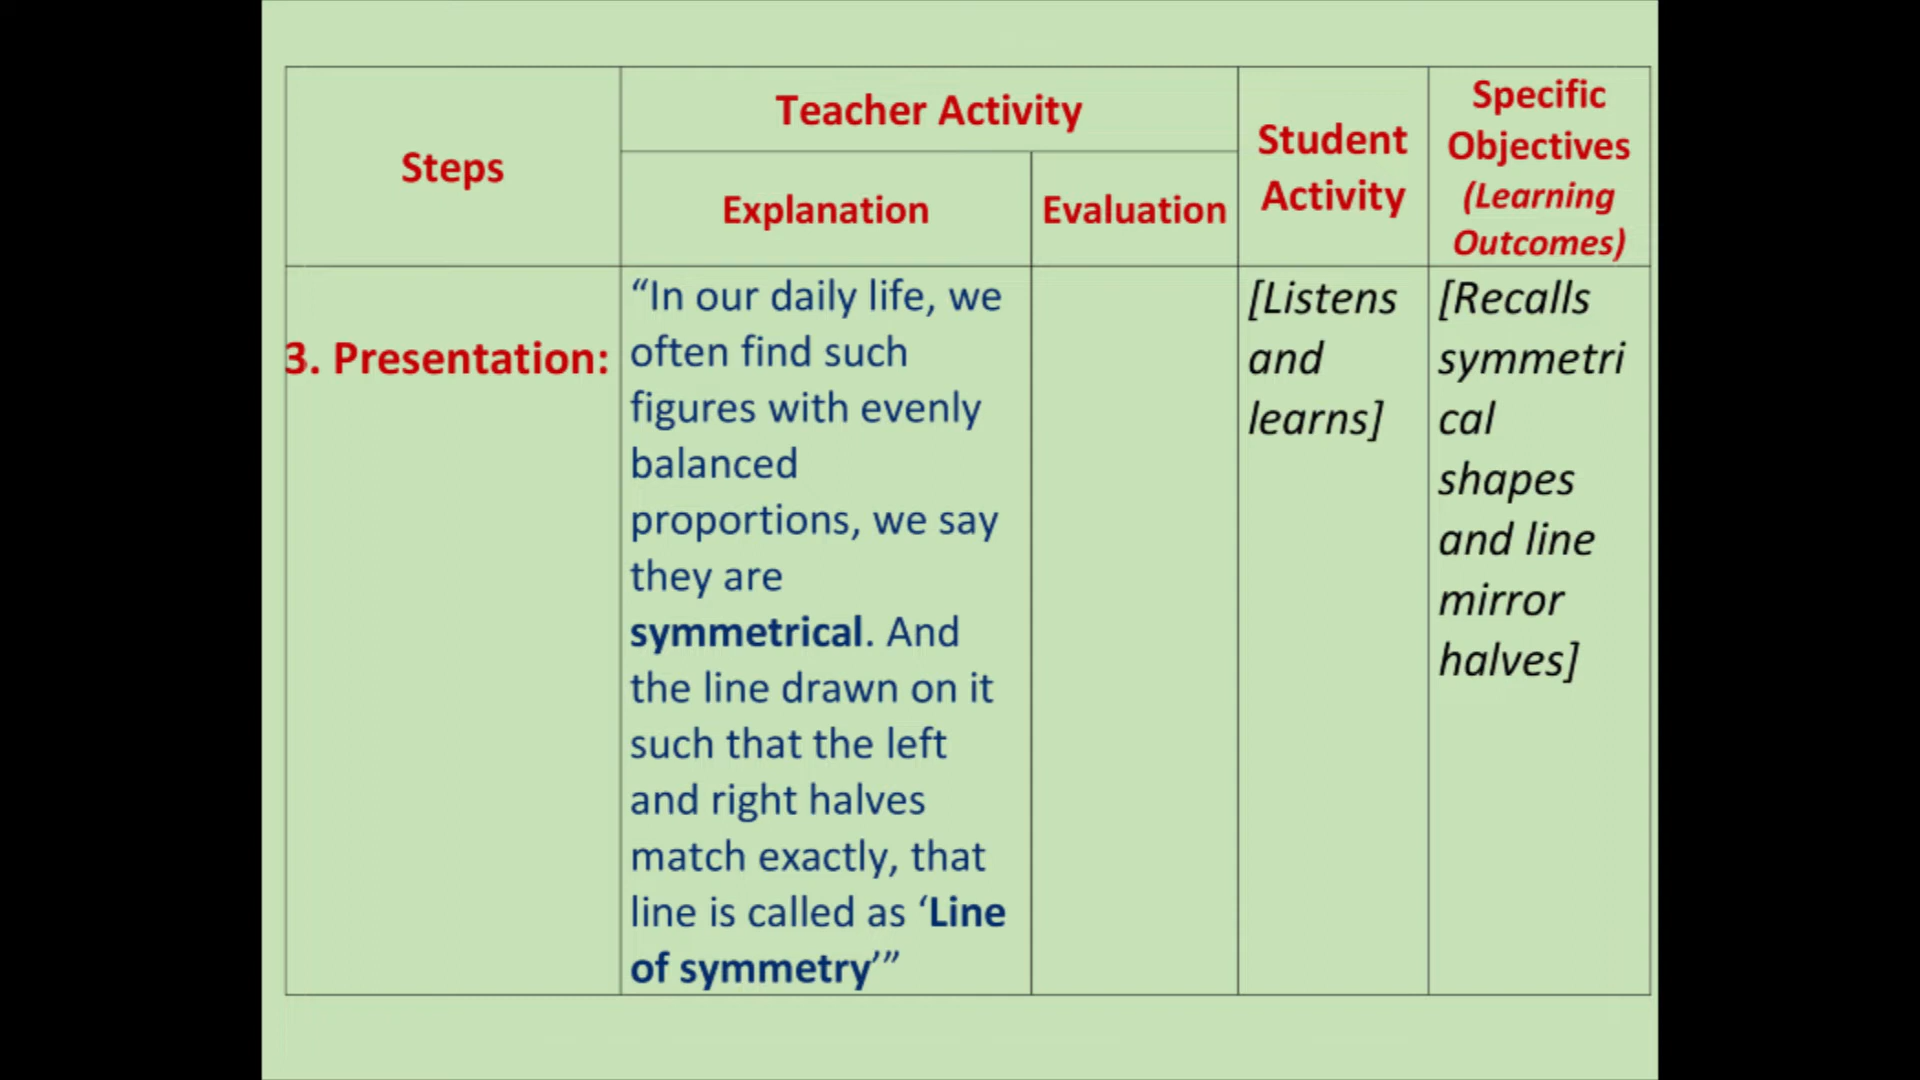 Steps
Teacher Activity
Explanation
Evaluation
Student
Activity
Specific
Objectives
(Learning
Outcomes)
3. Presentation:
“In our daily life, we
often find such
figures with evenly
balanced
proportions, we say
they are
symmetrical. And
the line drawn on it
such that the left
and right halves
match exactly, that
line is called as ‘Line
of symmetry’”
[Listens
and
learns]
[Recalls
symmetri
cal
shapes
and line
mirror
halves]